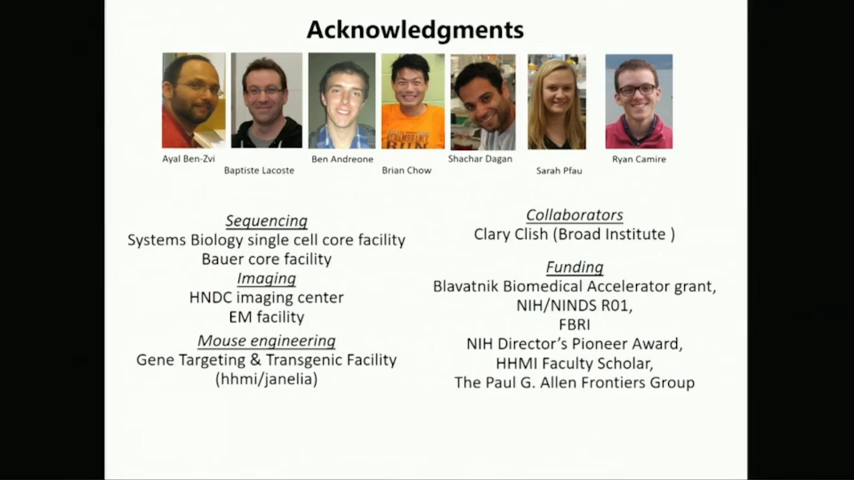 Acknowledgments
Ayal Ben-Zvi
Baptiste Lacoste
Ben Andreone
Brian Chow
Shachar Dagan
Sarah Pfau
Ryan Camire
Sequencing
Systems Biology single cell core facility
Bauer core facility
Imaging
HNDC imaging center
EM facility
Mouse engineering
Gene Targeting & Transgenic Facility
(hhmi/janelia)
Collaborators
Clary Clish (Broad Institute )
Funding
Blavatnik Biomedical Accelerator grant,
NIH/NINDS R01,
FBRI
NIH Director's Pioneer Award,
HHMI Faculty Scholar,
The Paul G. Allen Frontiers Group